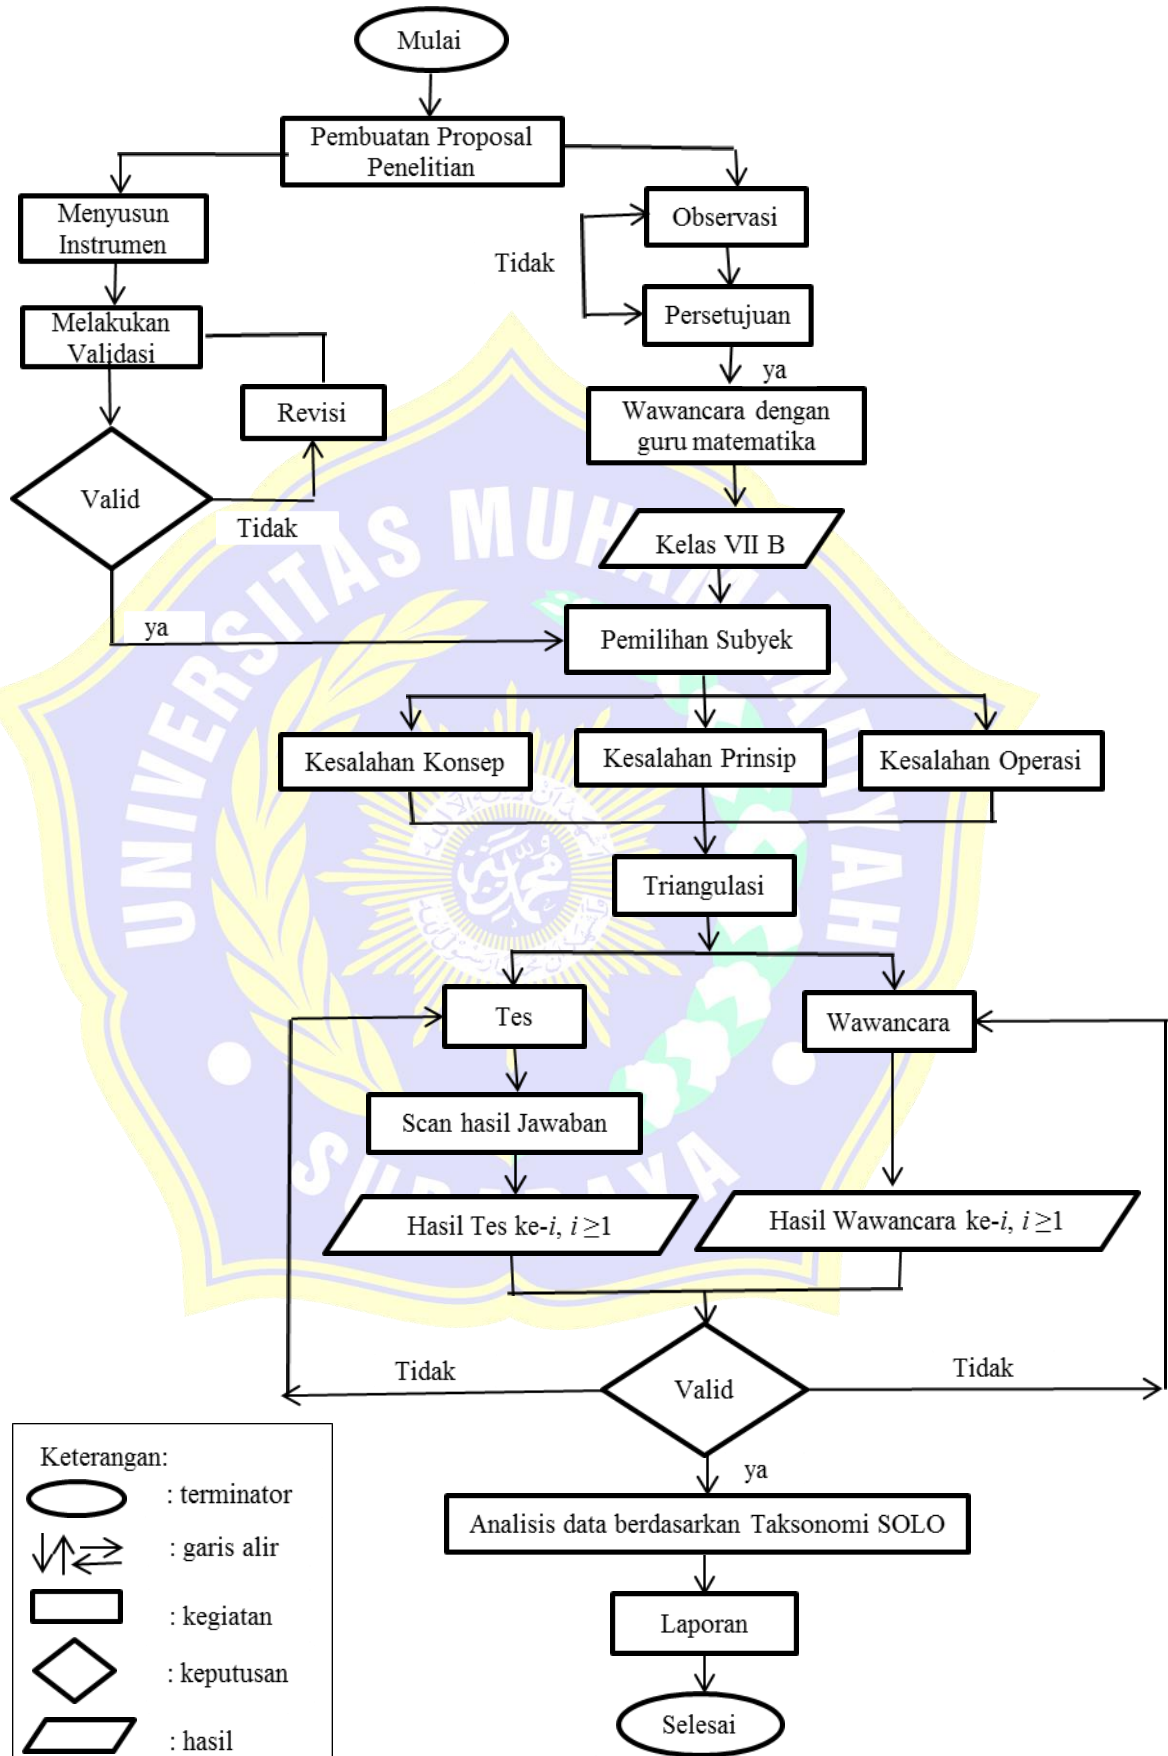 Mulai
Pembuatan Proposal
Penelitian
Menyusun
Instrumen
Observasi
Tidak
Melakukan
Validasi
Persetujuan
ya
Revisi
Wawancara dengan
guru matematika
Valid
Tidak
Kelas VII B
ya
Pemilihan Subyek
Kesalahan Konsep
Kesalahan Prinsip
Kesalahan Operasi
Triangulasi
Tes
Wawancara
Scan hasil Jawaban
Hasil Tes ke-i, i ≥1
Hasil Wawancara ke-i, i ≥1
Tidak
Valid
Tidak
ya
Analisis data berdasarkan Taksonomi SOLO
Laporan
Selesai
Keterangan:
: terminator
: garis alir
: kegiatan
: keputusan
: hasil
UNIVERSITAS MUHAMMADIYAH
SURABAYA